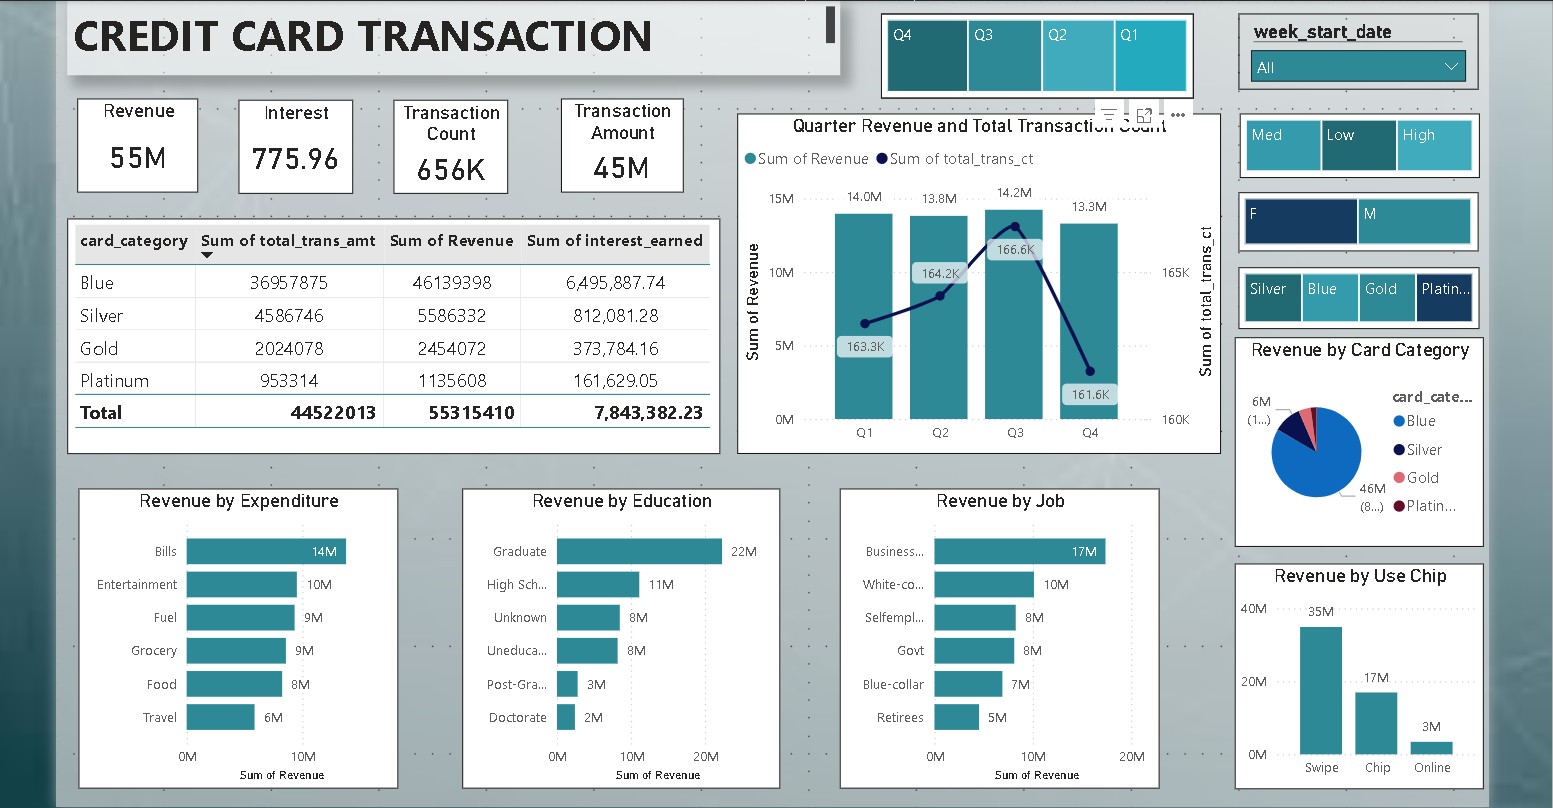 CREDIT CARD TRANSACTION
Q4 Q3 Q2 Q1
week_start_date
All
Revenue
55M
Interest
775.96
Transaction
Count
656K
Transaction
Amount
45M
card_category Sum of total_trans_amt Sum of Revenue Sum of interest_earned
Blue 36957875 46139398 6,495,887.74
Silver 4586746 5586332 812,081.28
Gold 2024078 2454072 373,784.16
Platinum 953314 1135608 161,629.05
Total 44522013 55315410 7,843,382.23
Quarter Revenue and Total Transaction Count
Sum of Revenue Sum of total_trans_ct
Sum of Revenue
15M
10M
5M
0M
14.0M 13.8M 14.2M 13.3M
163.3K 164.2K 166.6K 161.6K
165K
160K
Sum of total_trans_ct
Q1 Q2 Q3 Q4
Med Low High
F M
Silver Blue Gold Platin...
Revenue by Card Category
6M
(1...)
46M
(8...)
card_cate...
Blue
Silver
Gold
Platin...
Revenue by Expenditure
Bills 14M
Entertainment 10M
Fuel 9M
Grocery 9M
Food 8M
Travel 6M
0M 10M
Sum of Revenue
Revenue by Education
Graduate 22M
High Sch... 11M
Unknown 8M
Uneduca... 8M
Post-Gra... 3M
Doctorate 2M
0M 10M 20M
Sum of Revenue
Revenue by Job
Business... 17M
White-co... 10M
Selfempl... 8M
Govt 8M
Blue-collar 7M
Retirees 5M
0M 10M 20M
Sum of Revenue
Revenue by Use Chip
40M
20M
0M
35M 17M 3M
Swipe Chip Online